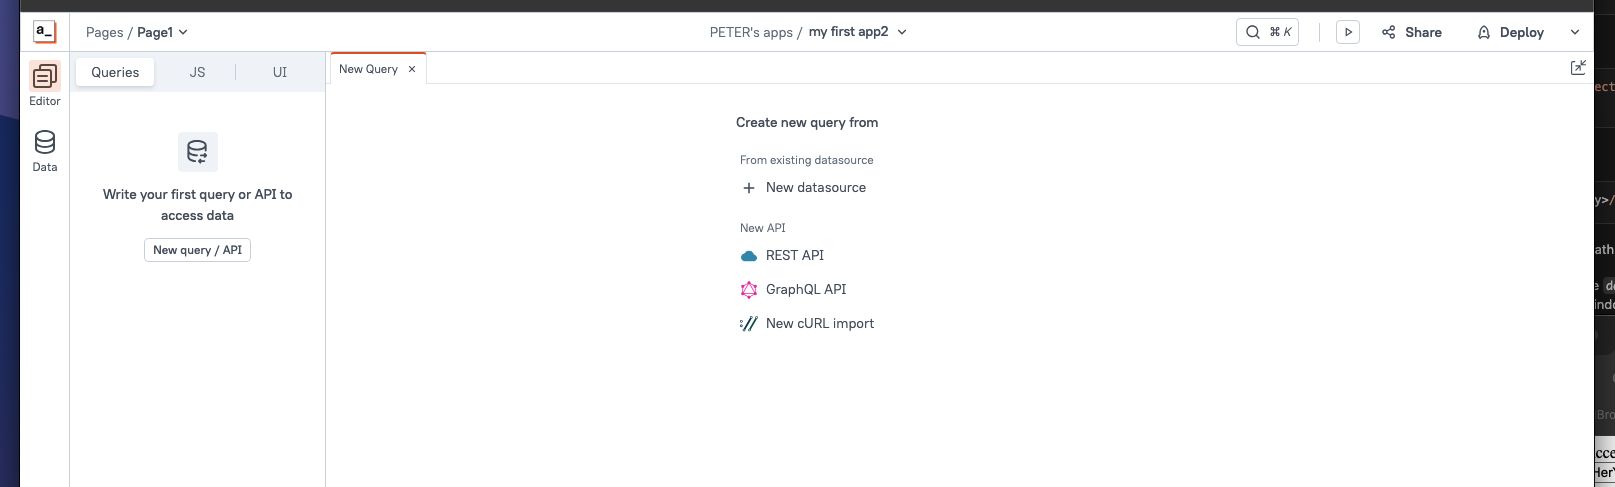 a_
Pages / Page1
PETER's apps / my first app2
⌘ K
Share
Deploy
Editor
Data
Queries
JS
UI
Write your first query or API to
access data
New query / API
New Query ×
Create new query from
From existing datasource
+ New datasource
New API
REST API
GraphQL API
New cURL import
ect
y>/
ath
e de
indo
Bro
cce